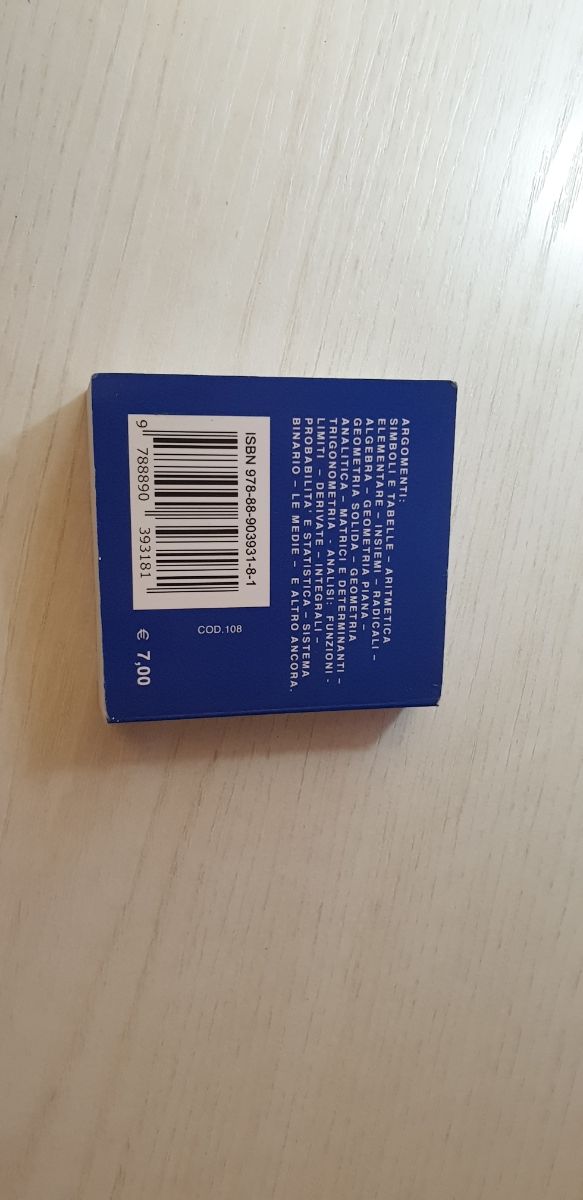 ARGOMENTI:
SIMBOLI E TABELLE – ARITMETICA
ELEMENTARE – INSIEMI – RADICALI –
ALGEBRA – GEOMETRIA PIANA –
GEOMETRIA SOLIDA – GEOMETRIA
ANALITICA – MATRICI E DETERMINANTI –
TRIGONOMETRIA - ANALISI: FUNZIONI -
LIMITI – DERIVATE – INTEGRALI –
PROBABILITA' E STATISTICA – SISTEMA
BINARIO – LE MEDIE – E ALTRO ANCORA.
ISBN 978-88-903931-8-1
9 788890 393181
COD.108
€ 7,00